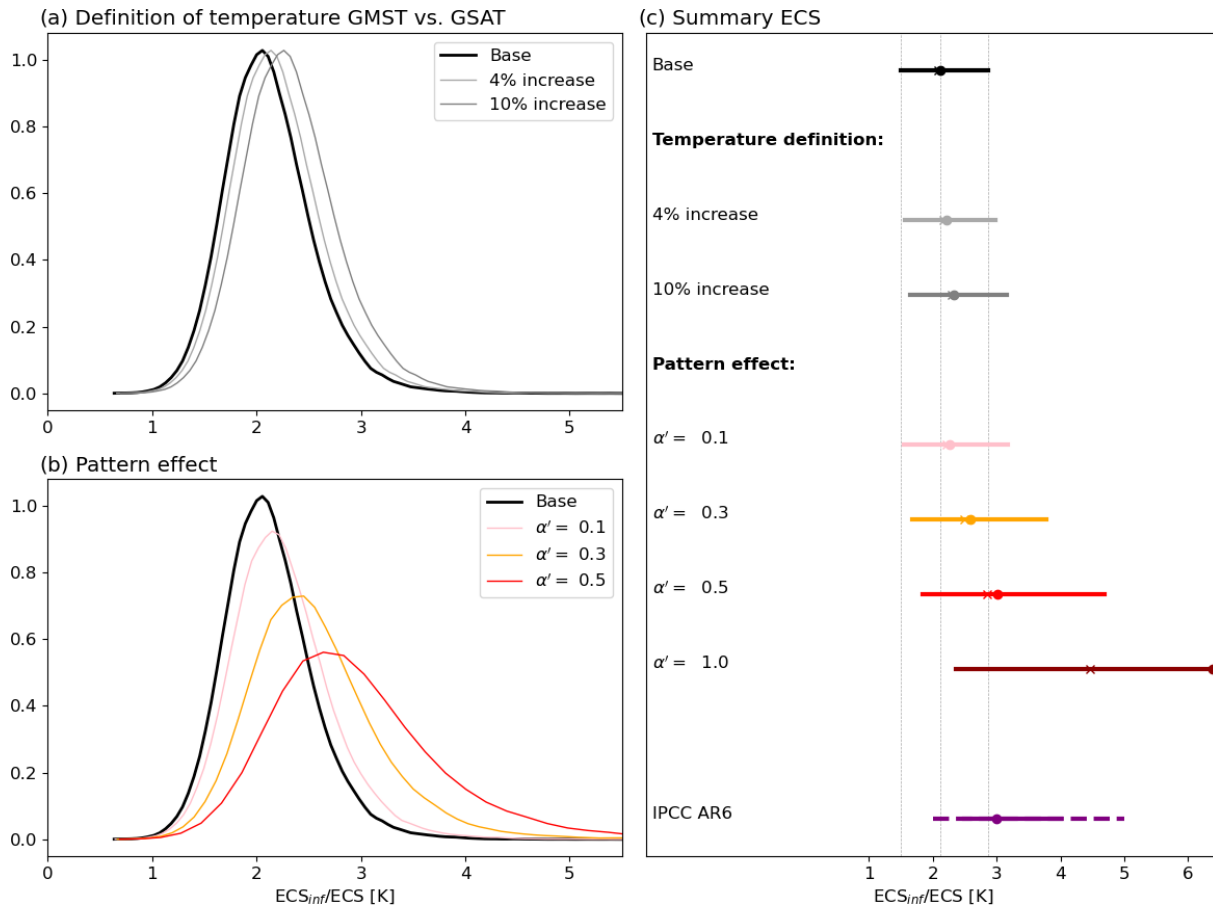 (a) Definition of temperature GMST vs. GSAT
1.0
0.8
0.6
0.4
0.2
0.0
Base
4% increase
10% increase
0 1 2 3 4 5
(b) Pattern effect
1.0
0.8
0.6
0.4
0.2
0.0
Base
α′ = 0.1
α′ = 0.3
α′ = 0.5
0 1 2 3 4 5
ECS_inf/ECS [K]
(c) Summary ECS
Base
Temperature definition:
4% increase
10% increase
Pattern effect:
α′ = 0.1
α′ = 0.3
α′ = 0.5
α′ = 1.0
IPCC AR6
1 2 3 4 5 6
ECS_inf/ECS [K]